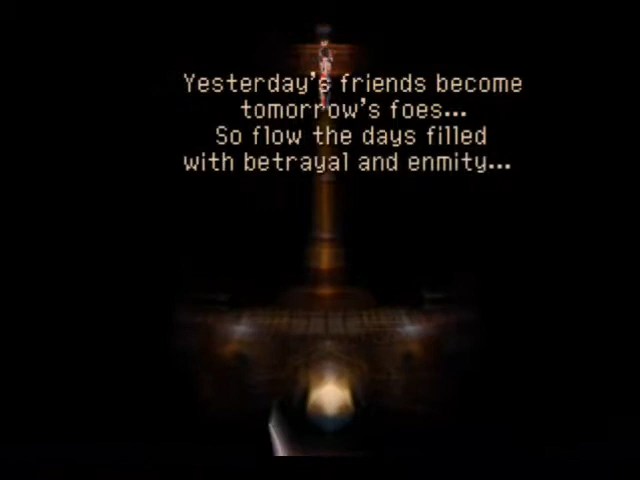 Yesterday's friends become
tomorrow's foes...
So flow the days filled
with betrayal and enmity...